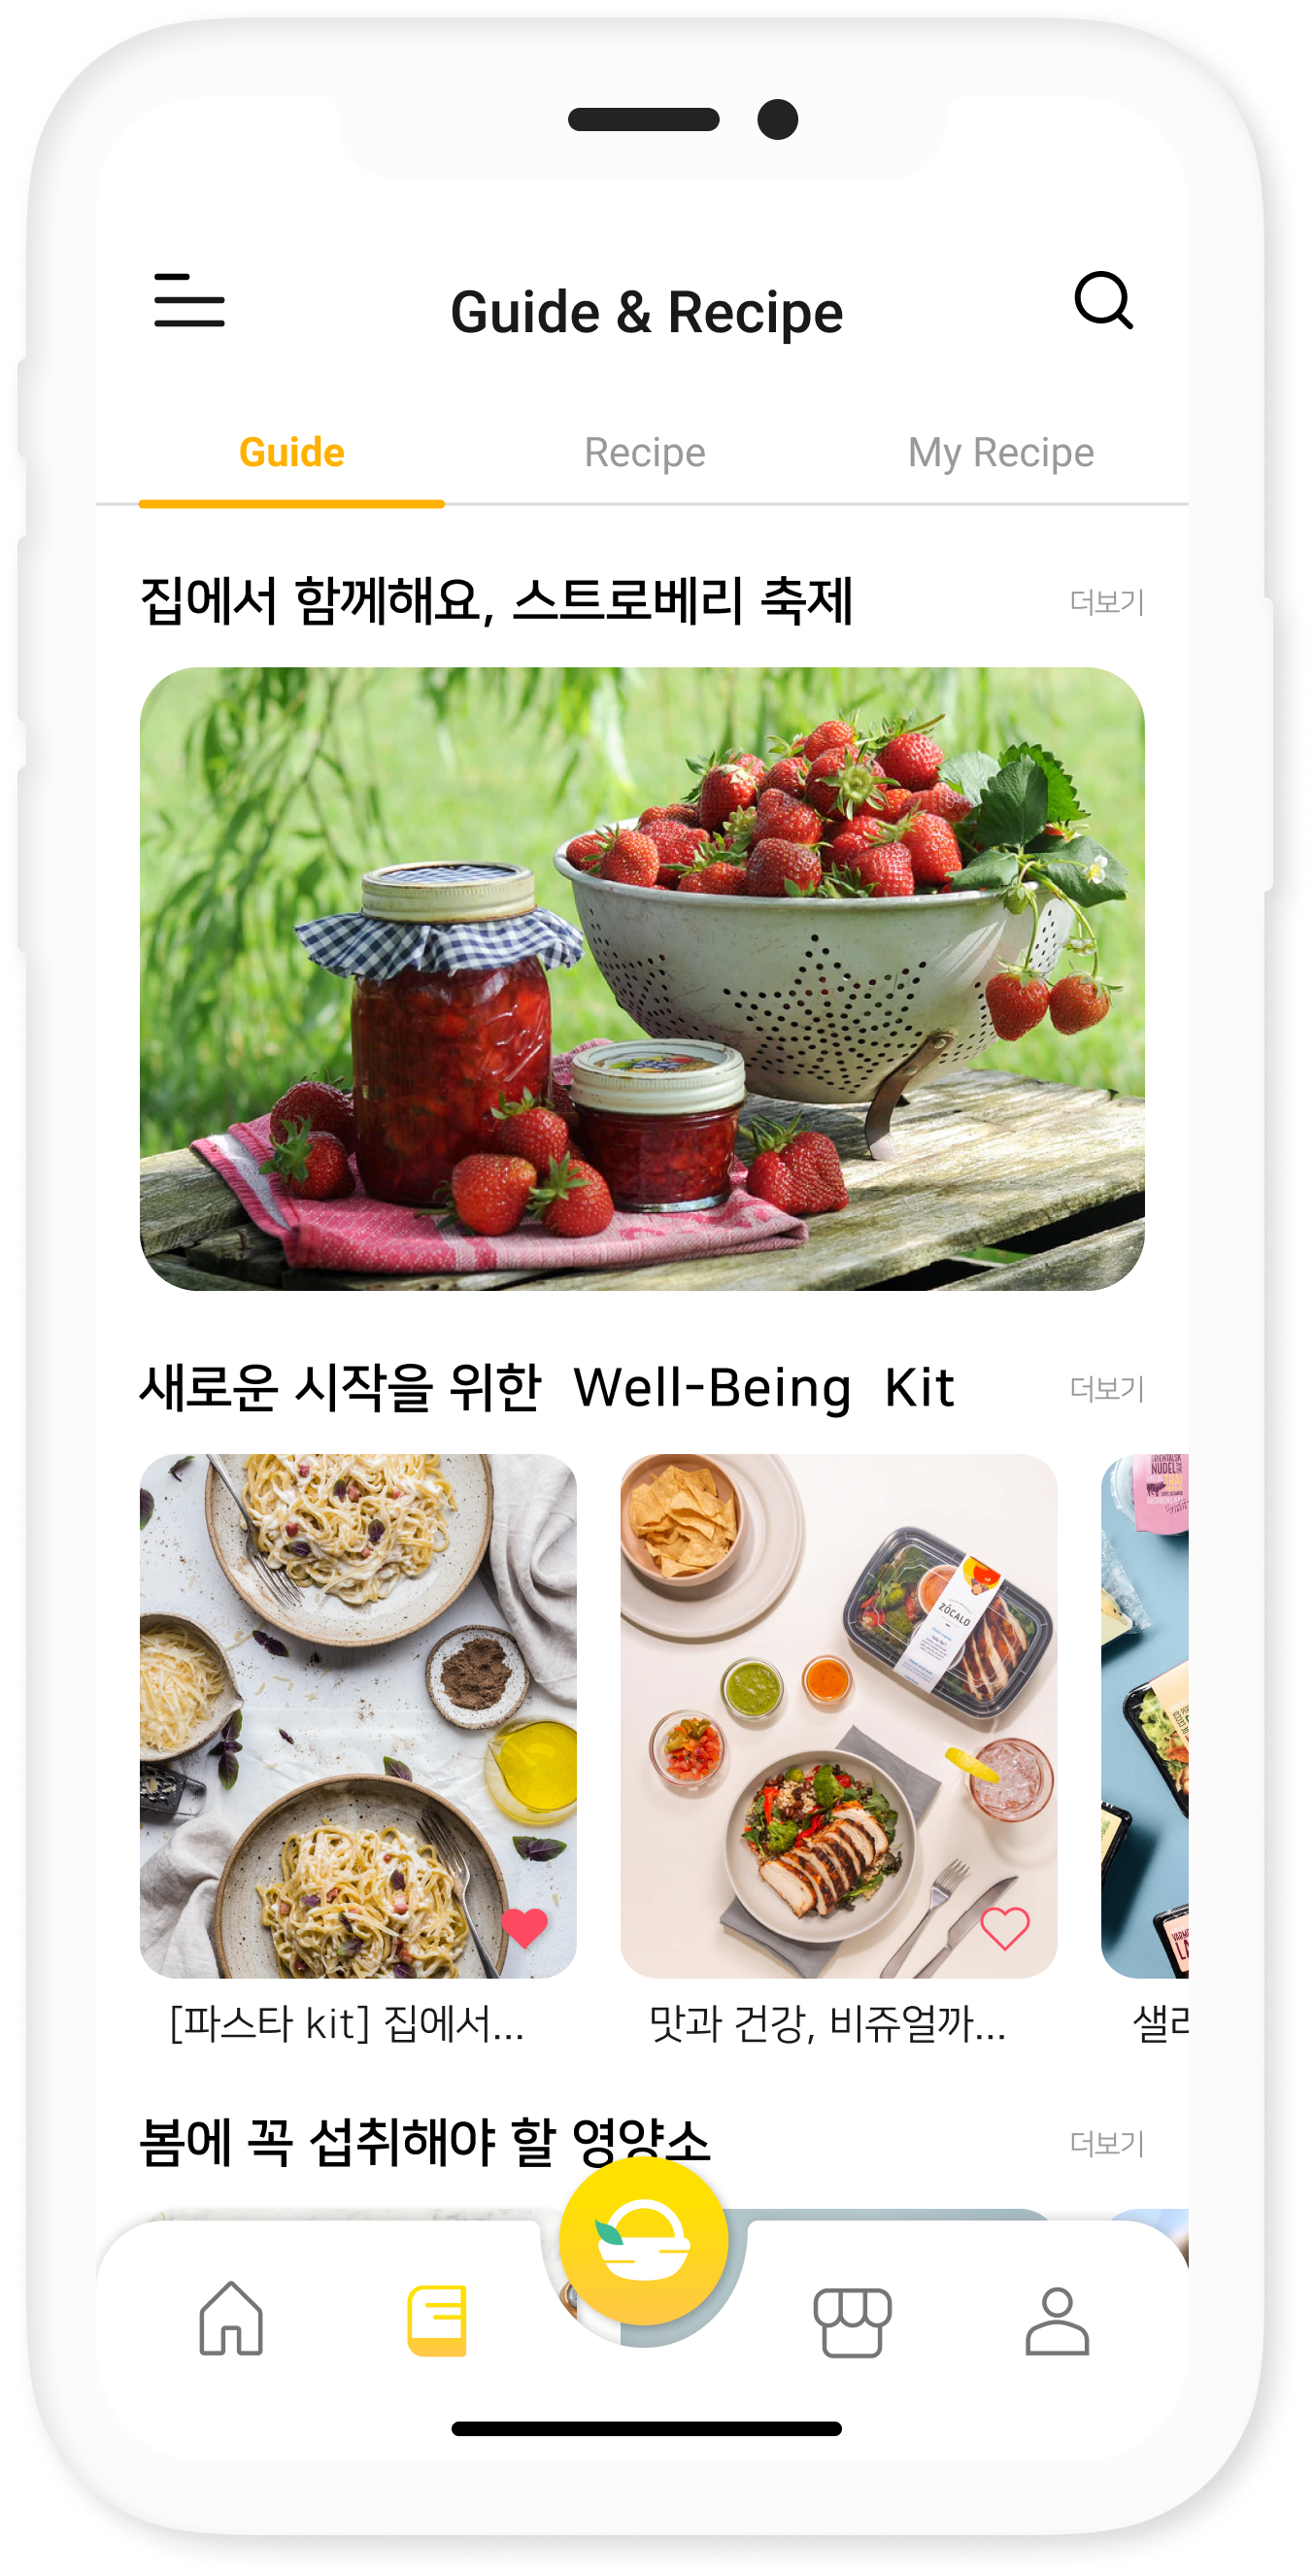 Guide & Recipe
Guide Recipe My Recipe
집에서 함께해요, 스트로베리 축제 더보기
새로운 시작을 위한 Well-Being Kit 더보기
NUDEL
ZÓCALO
[파스타 kit] 집에서...
맛과 건강, 비쥬얼까...
봄에 꼭 섭취해야 할 영양소 더보기